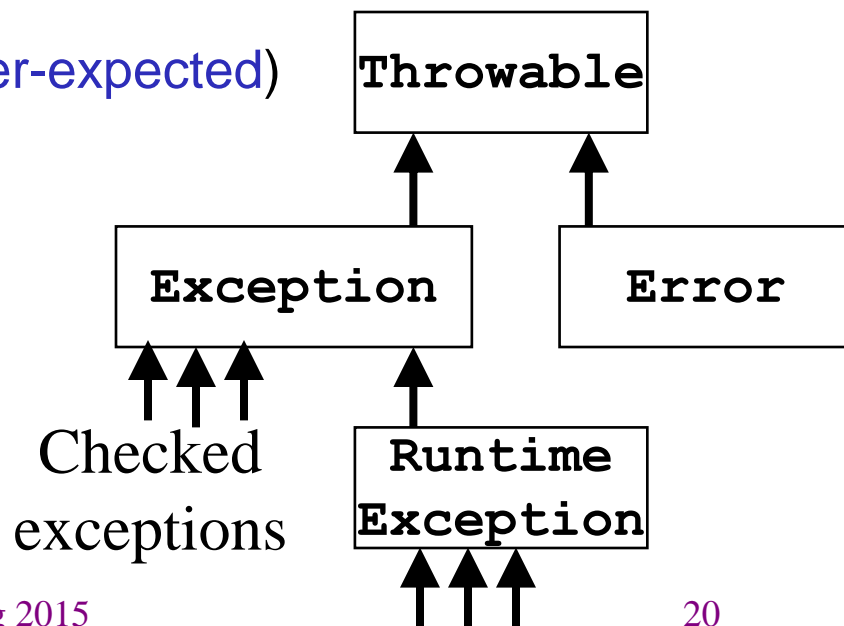 er-expected)
Throwable
Exception
Error
Checked
exceptions
Runtime
Exception
g 2015
20